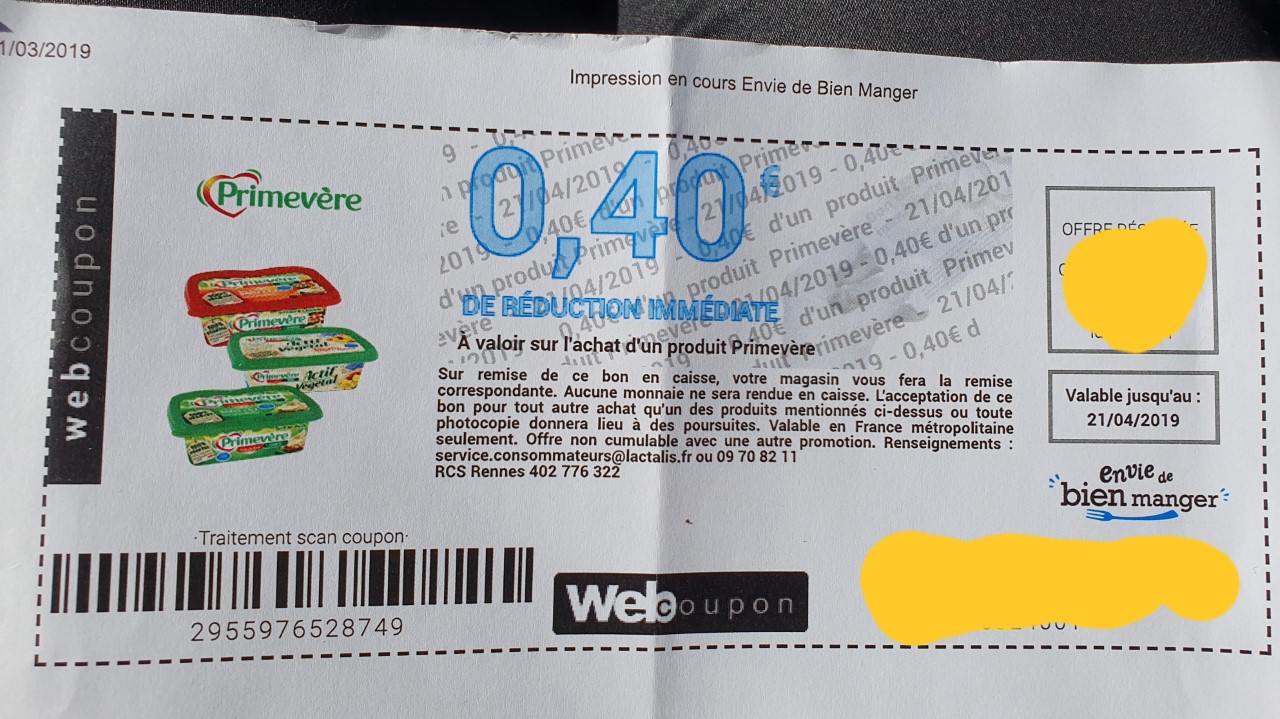 1/03/2019
Impression en cours Envie de Bien Manger
webcoupon
Primevère
0,40€
DE RÉDUCTION IMMÉDIATE
À valoir sur l'achat d'un produit Primevère
Sur remise de ce bon en caisse, votre magasin vous fera la remise
correspondante. Aucune monnaie ne sera rendue en caisse. L'acceptation de ce
bon pour tout autre achat qu'un des produits mentionnés ci-dessus ou toute
photocopie donnera lieu à des poursuites. Valable en France métropolitaine
seulement. Offre non cumulable avec une autre promotion. Renseignements :
service.consommateurs@lactalis.fr ou 09 70 82 11
RCS Rennes 402 776 322
OFFRE
Valable jusqu'au :
21/04/2019
envie de
bien manger
Primevère
Primevère
Actif
Végétal
Primevère
·Traitement scan coupon·
2955976528749
Webcoupon